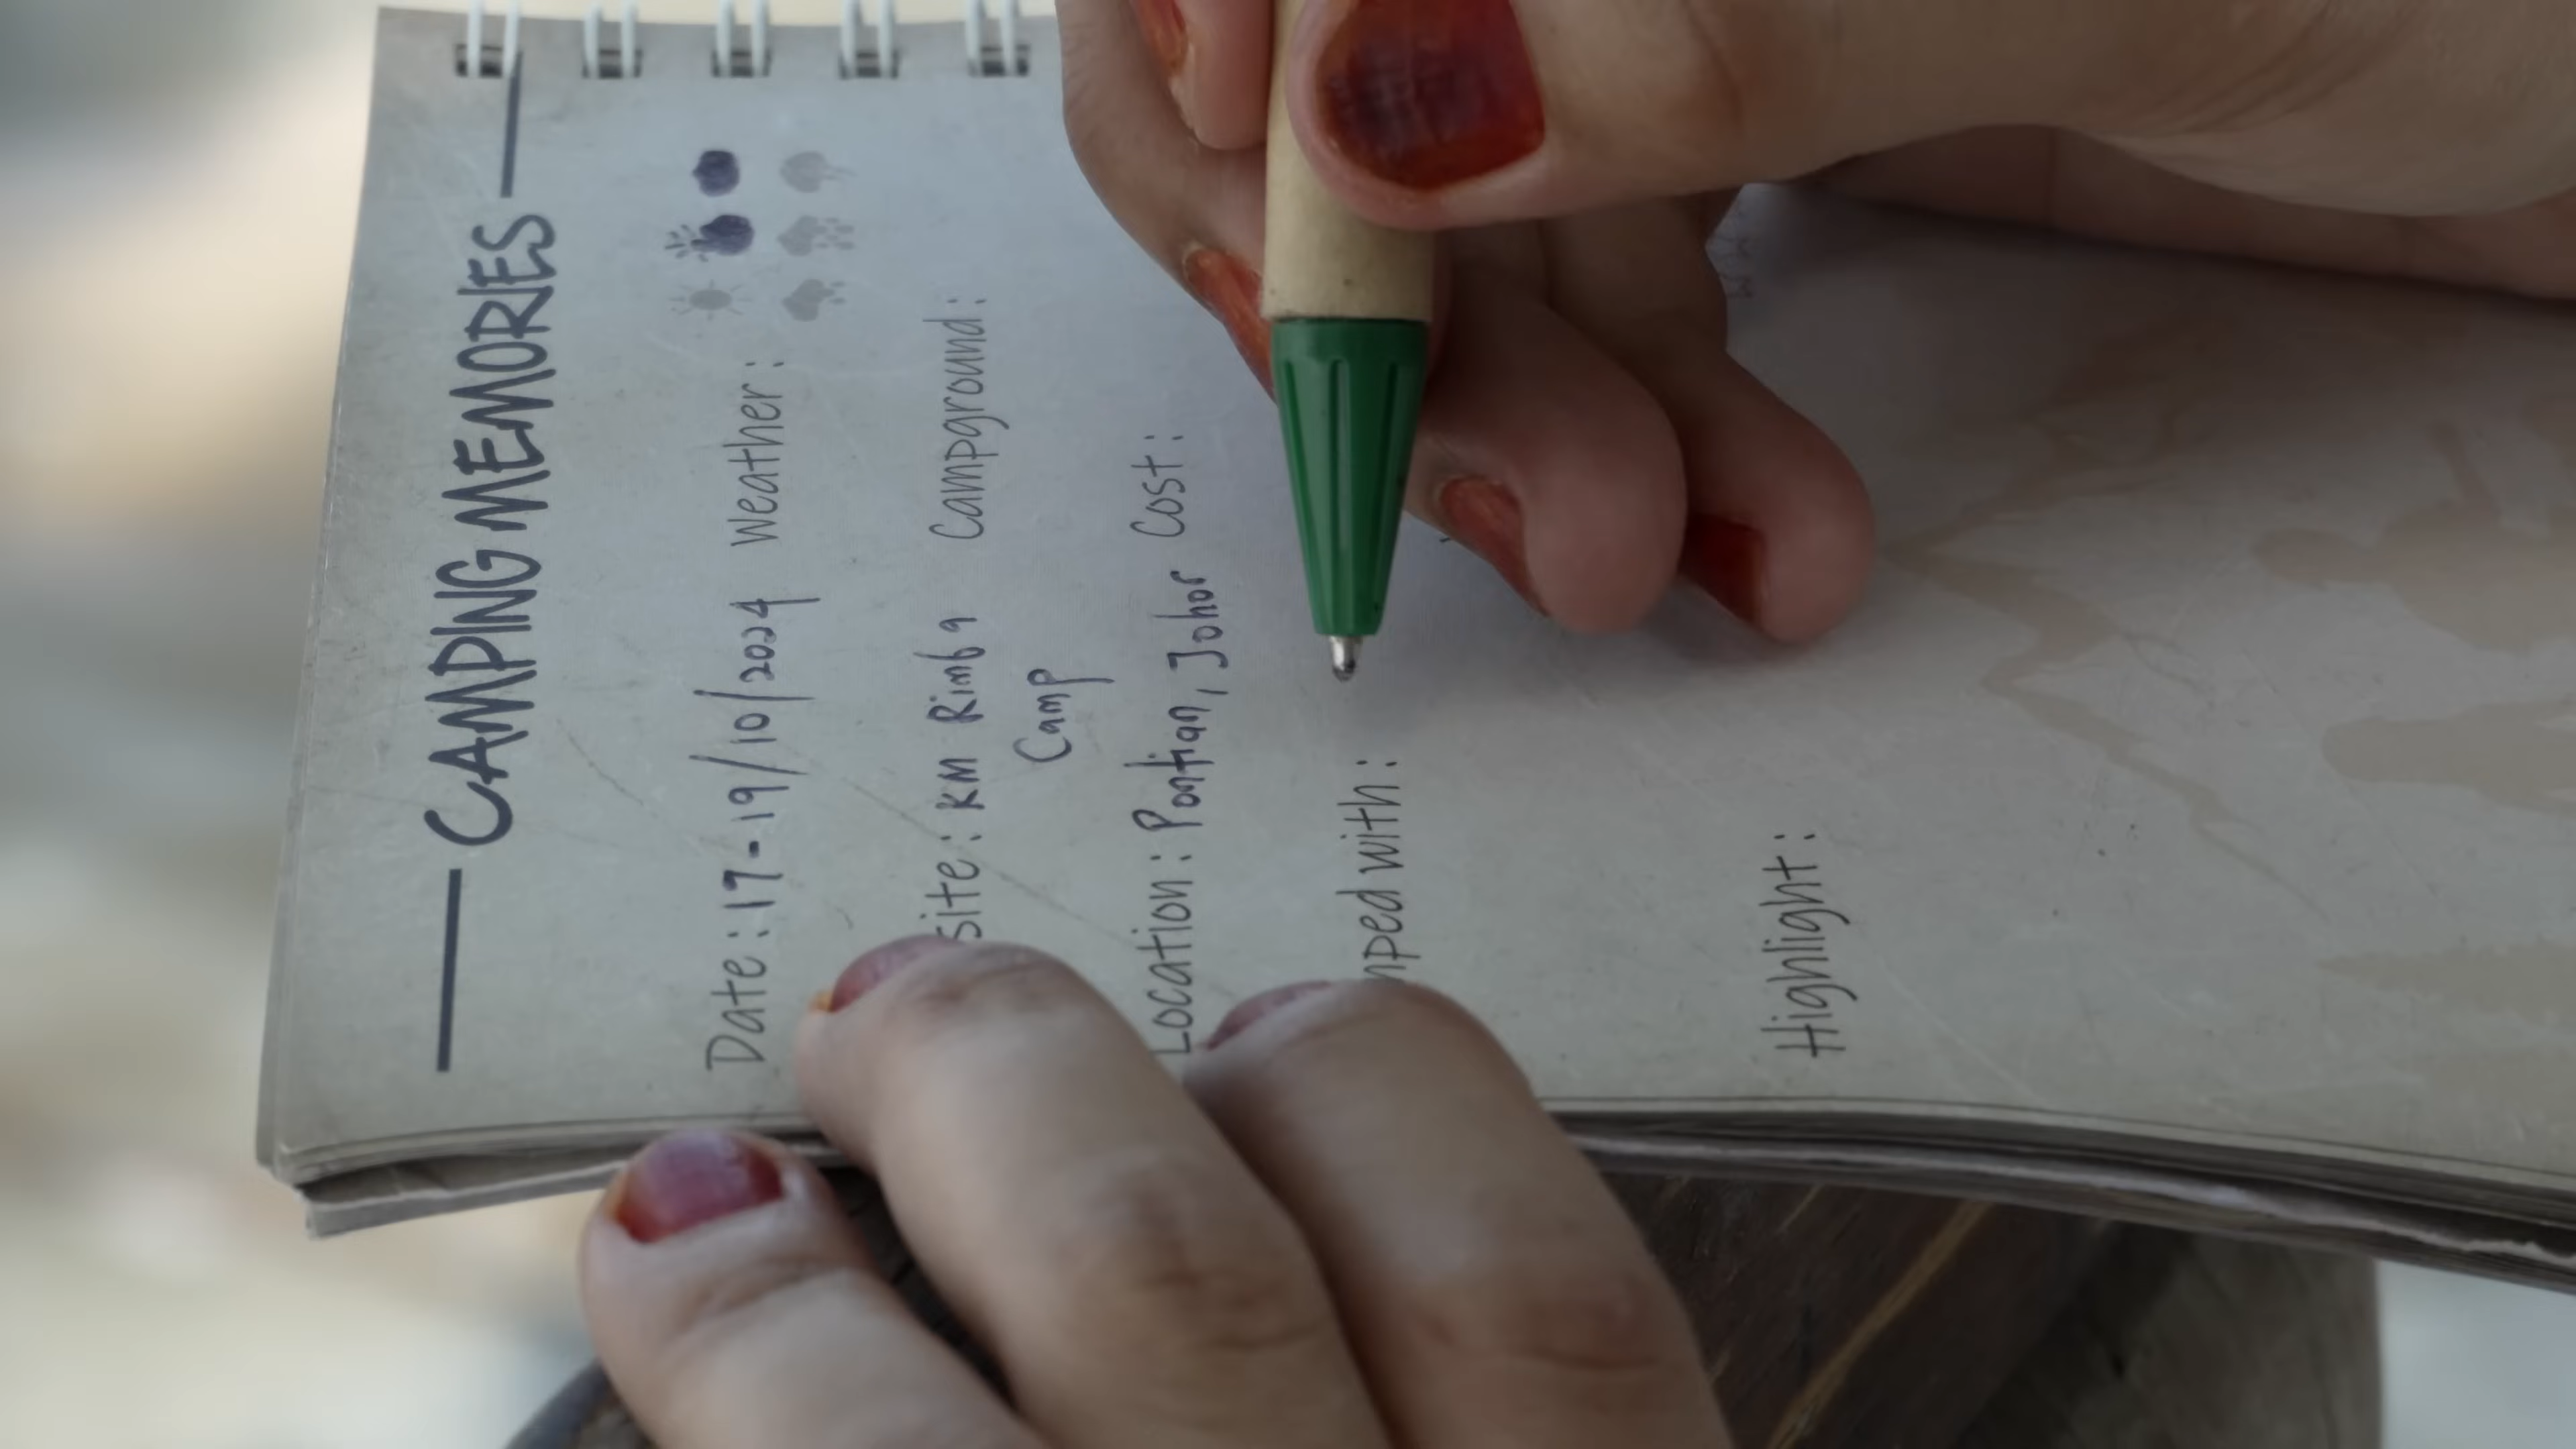 CAMPING MEMORIES
Date: 17-19/10/2024 Weather:
site: KM Rimba Campground:
Camp
Location: Pontian, Johor Cost:
mped with:
Highlight: